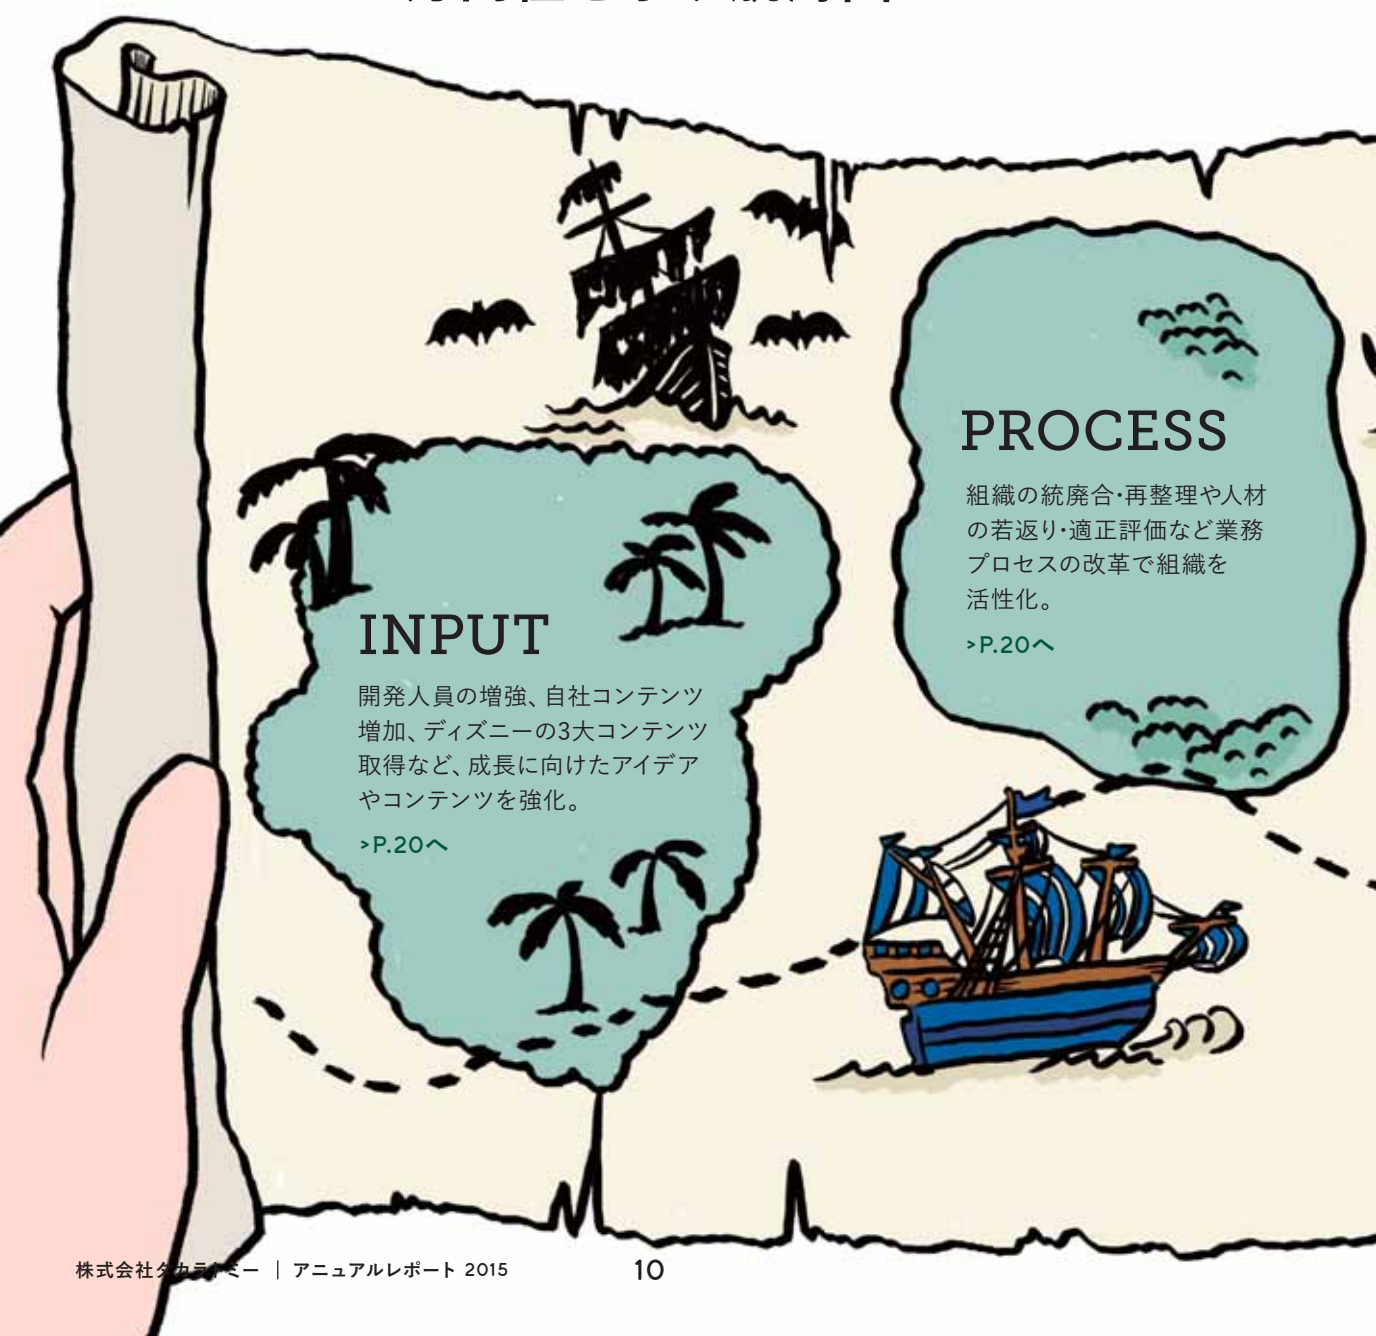 INPUT
開発人員の増強、自社コンテンツ
増加、ディズニーの3大コンテンツ
取得など、成長に向けたアイデア
やコンテンツを強化。
>P.20へ
PROCESS
組織の統廃合・再整理や人材
の若返り・適正評価など業務
プロセスの改革で組織を
活性化。
>P.20へ
株式会社タカラトミー | アニュアルレポート 2015
10